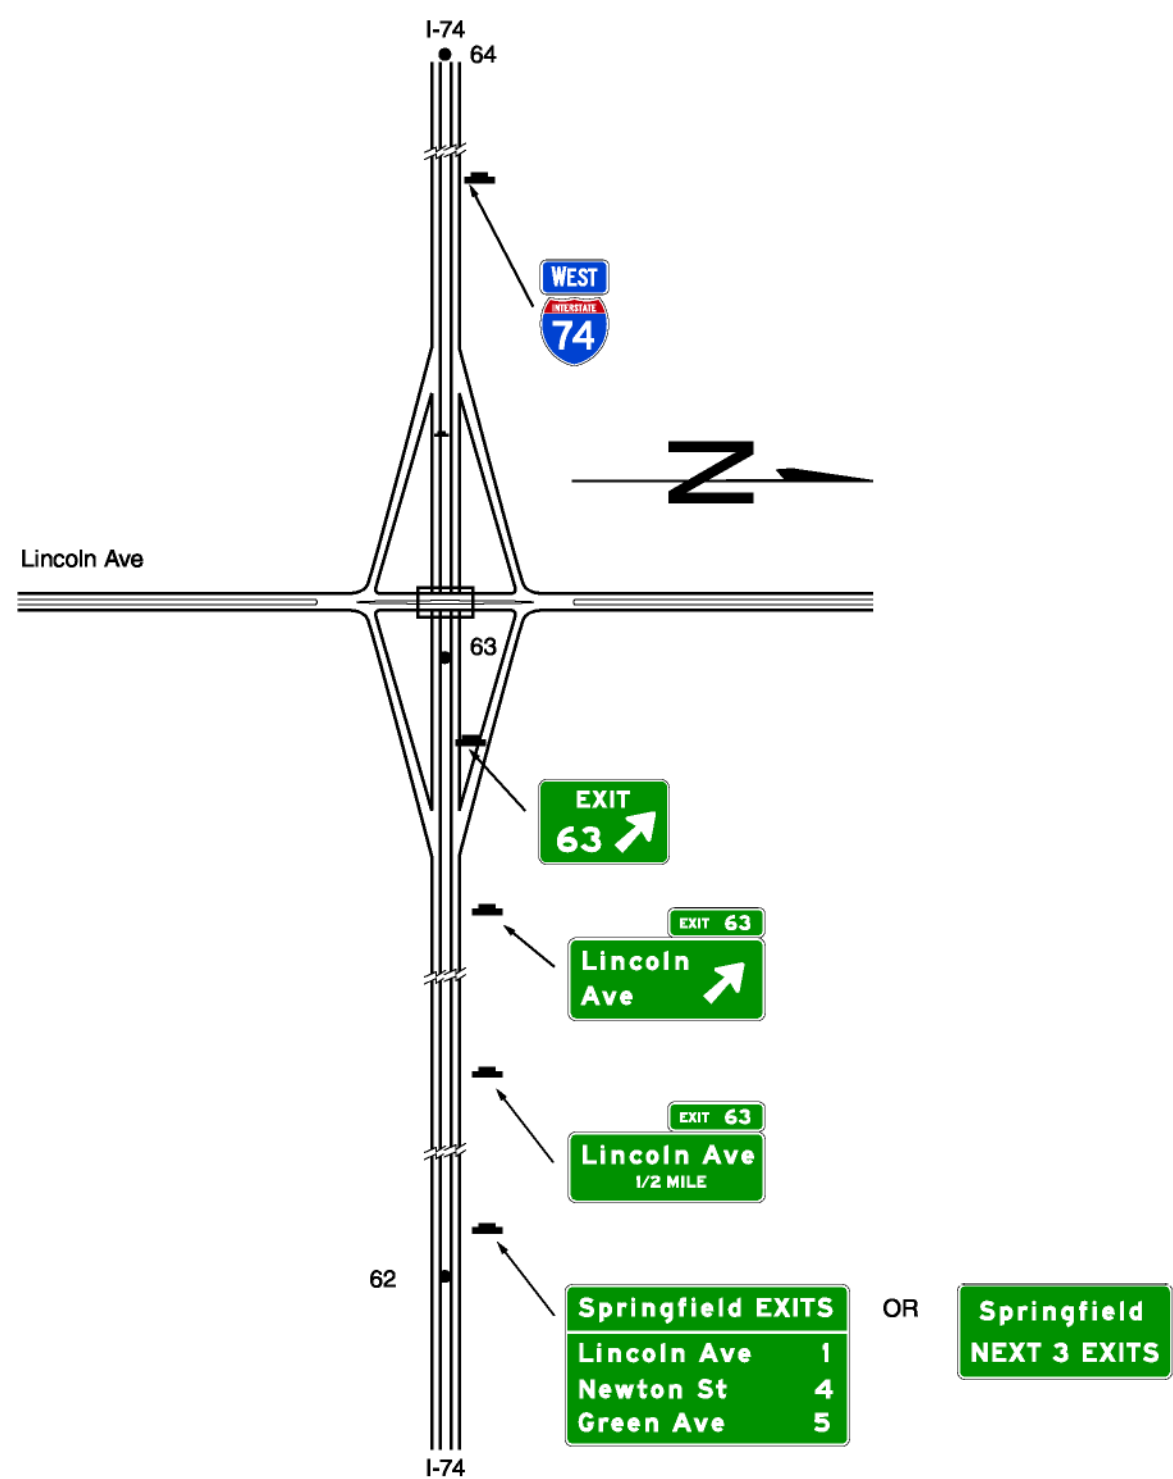 I-74
64
WEST
INTERSTATE
74
N
Lincoln Ave
63
EXIT
63
EXIT 63
Lincoln
Ave
EXIT 63
Lincoln Ave
1/2 MILE
62
Springfield EXITS
Lincoln Ave 1
Newton St 4
Green Ave 5
OR
Springfield
NEXT 3 EXITS
I-74